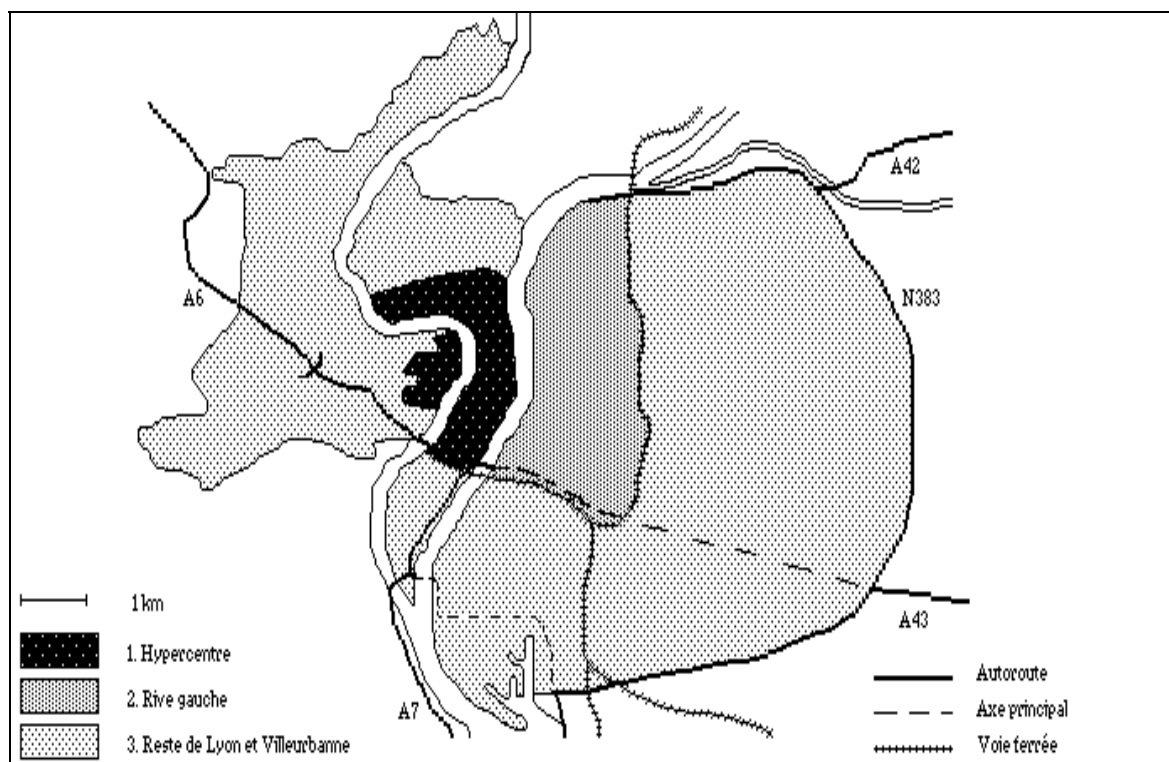 A42
A6
N383
1 km
A43
1. Hypercentre
Autoroute
2. Rive gauche
A7
Axe principal
3. Reste de Lyon et Villeurbanne
Voie ferrée